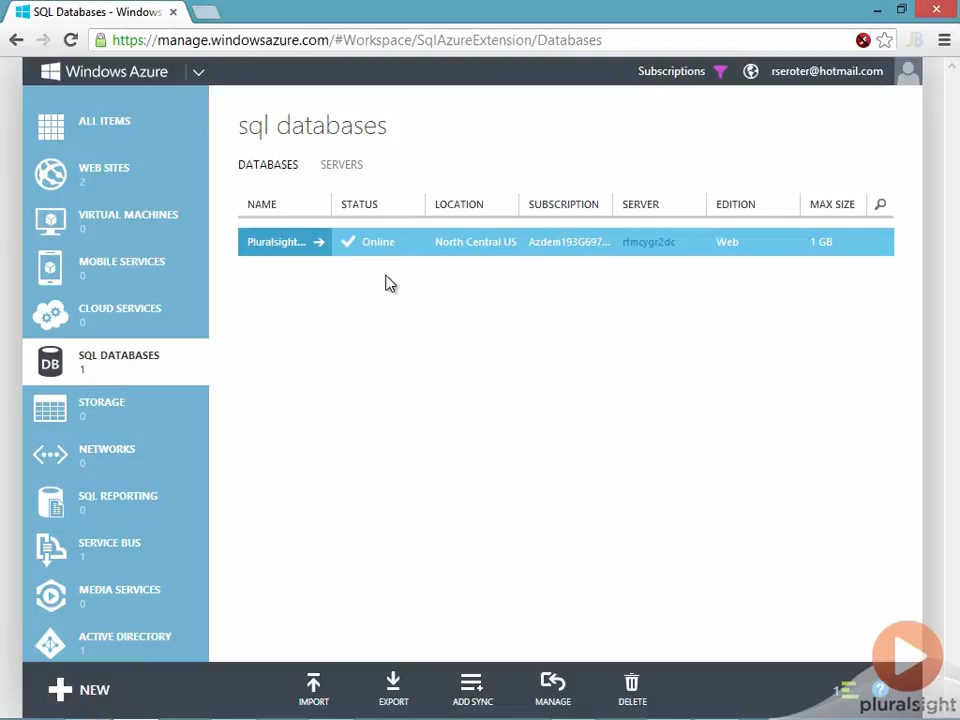 SQL Databases - Windows
https://manage.windowsazure.com/#Workspace/SqlAzureExtension/Databases
Windows Azure
Subscriptions
rseroter@hotmail.com
ALL ITEMS
WEB SITES
2
VIRTUAL MACHINES
0
MOBILE SERVICES
0
CLOUD SERVICES
0
DB
SQL DATABASES
1
STORAGE
0
NETWORKS
0
SQL REPORTING
0
SERVICE BUS
1
MEDIA SERVICES
0
ACTIVE DIRECTORY
1
sql databases
DATABASES SERVERS
NAME STATUS LOCATION SUBSCRIPTION SERVER EDITION MAX SIZE
Pluralsight... Online North Central US Azdem193G697... rfmcygr2dc Web 1 GB
NEW
IMPORT
EXPORT
ADD SYNC
MANAGE
DELETE
1
?
pluralsight